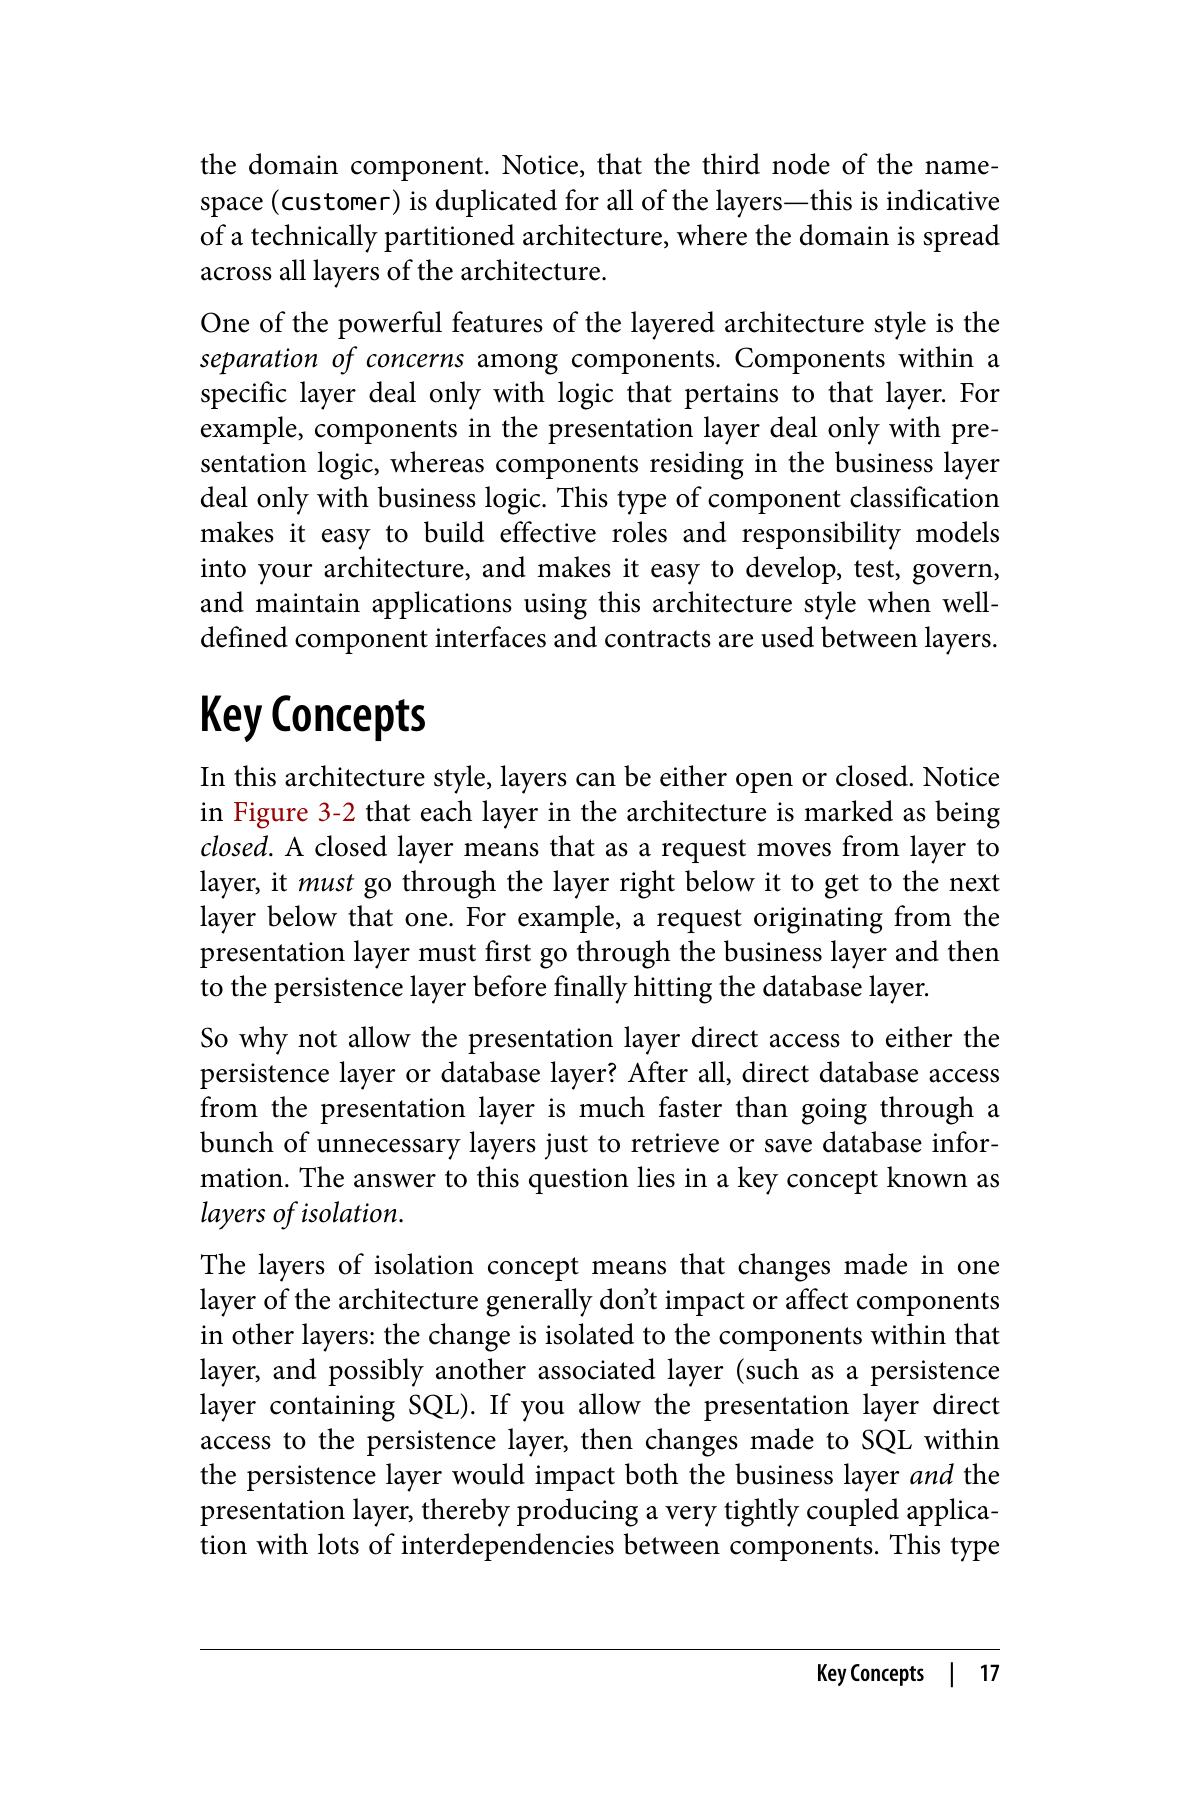 the domain component. Notice, that the third node of the name-
space (customer) is duplicated for all of the layers—this is indicative
of a technically partitioned architecture, where the domain is spread
across all layers of the architecture.
One of the powerful features of the layered architecture style is the
separation of concerns among components. Components within a
specific layer deal only with logic that pertains to that layer. For
example, components in the presentation layer deal only with pre-
sentation logic, whereas components residing in the business layer
deal only with business logic. This type of component classification
makes it easy to build effective roles and responsibility models
into your architecture, and makes it easy to develop, test, govern,
and maintain applications using this architecture style when well-
defined component interfaces and contracts are used between layers.
Key Concepts
In this architecture style, layers can be either open or closed. Notice
in Figure 3-2 that each layer in the architecture is marked as being
closed. A closed layer means that as a request moves from layer to
layer, it must go through the layer right below it to get to the next
layer below that one. For example, a request originating from the
presentation layer must first go through the business layer and then
to the persistence layer before finally hitting the database layer.
So why not allow the presentation layer direct access to either the
persistence layer or database layer? After all, direct database access
from the presentation layer is much faster than going through a
bunch of unnecessary layers just to retrieve or save database infor-
mation. The answer to this question lies in a key concept known as
layers of isolation.
The layers of isolation concept means that changes made in one
layer of the architecture generally don’t impact or affect components
in other layers: the change is isolated to the components within that
layer, and possibly another associated layer (such as a persistence
layer containing SQL). If you allow the presentation layer direct
access to the persistence layer, then changes made to SQL within
the persistence layer would impact both the business layer and the
presentation layer, thereby producing a very tightly coupled applica-
tion with lots of interdependencies between components. This type
Key Concepts | 17